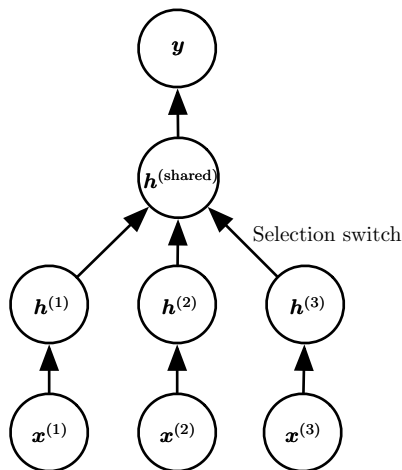 y
h(shared)
Selection switch
h(1) h(2) h(3)
x(1) x(2) x(3)